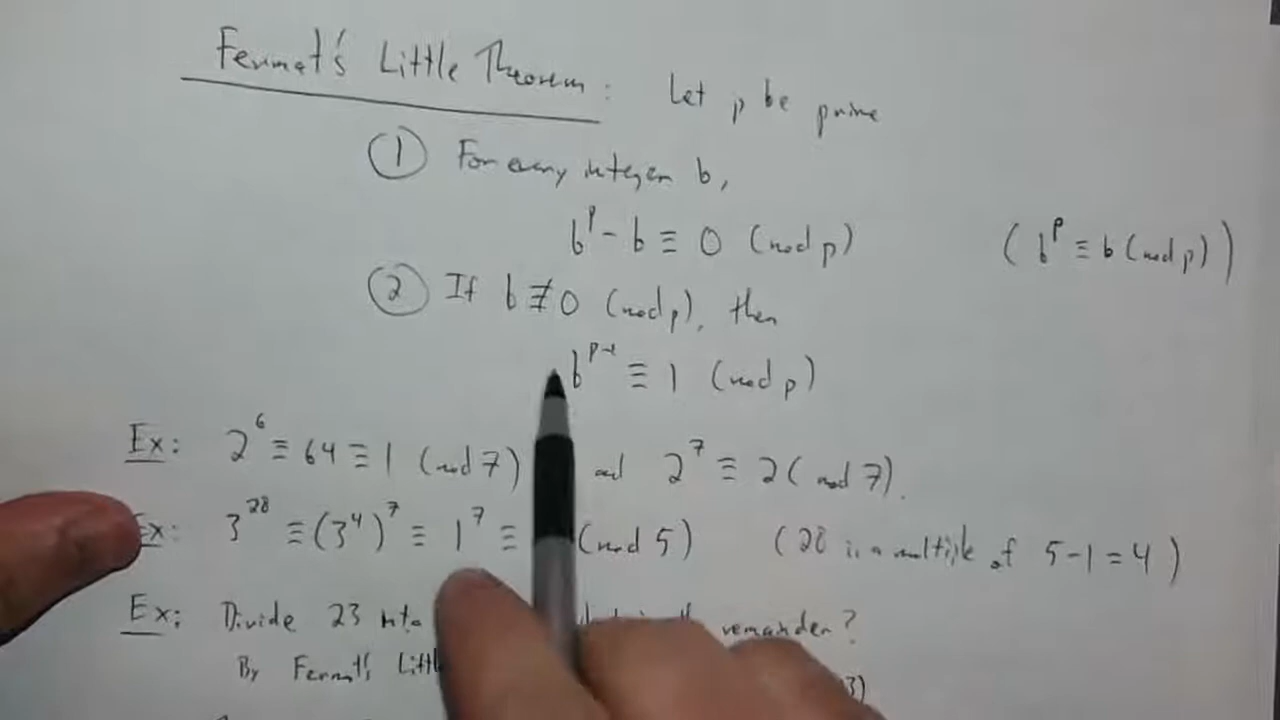 Fermat's Little Theorem: Let p be prime
① For every integer b,
b^p - b ≡ 0 (mod p) (b^p ≡ b (mod p))
② If b ≢ 0 (mod p), then
b^{p-1} ≡ 1 (mod p)
Ex: 2^6 ≡ 64 ≡ 1 (mod 7) and 2^7 ≡ 2 (mod 7).
Ex: 3^28 ≡ (3^4)^7 ≡ 1^7 ≡ (mod 5) (28 is a multiple of 5-1=4)
Ex: Divide 23 into remainder?
By Fermat's 3)